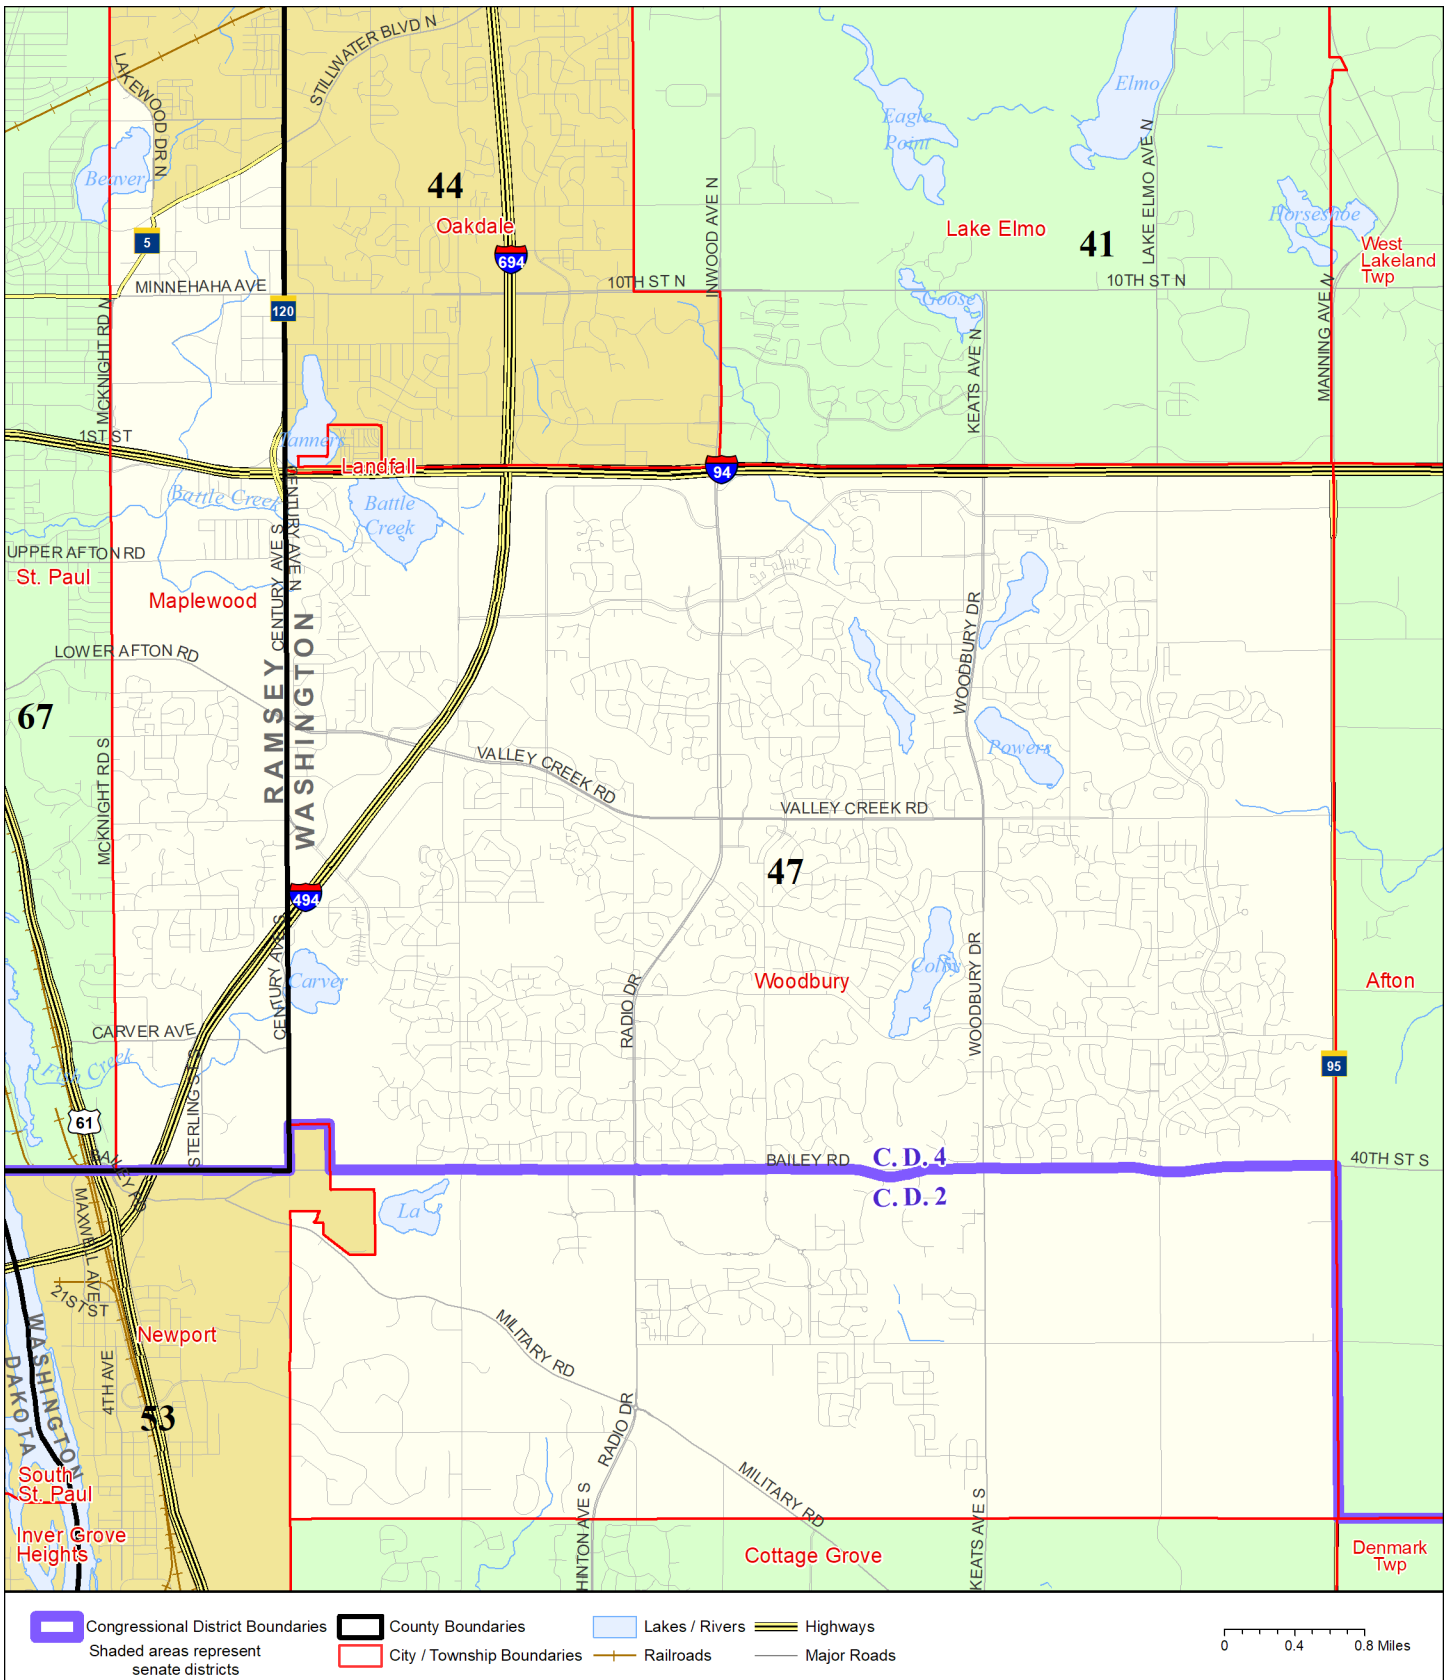 STILLWATER BLVD N
LAKEWOOD DR N
Elmo
Eagle
Point
Beaver
44
Oakdale
INWOOD AVE N
LAKE ELMO AVE N
Horseshoe
Lake Elmo
41
5
694
West
Lakeland
Twp
MINNEHAHA AVE
10TH ST N
10TH ST N
120
Goose
MCKNIGHT RD N
KEATS AVE N
MANNING AVE N
1ST ST
Tanners
Landfall
94
Battle Creek
Battle
Creek
CENTURY AVE N
CENTURY AVE S
UPPER AFTON RD
St. Paul
Maplewood
WOODBURY DR
LOWER AFTON RD
RAMSEY
WASHINGTON
67
MCKNIGHT RD S
Powers
VALLEY CREEK RD
VALLEY CREEK RD
47
494
CENTURY AVE S
Carver
Colby
Woodbury
WOODBURY DR
Afton
RADIO DR
CARVER AVE
Fish Creek
STERLING ST S
95
61
BAILEY RD
BAILEY RD
C. D. 4
C. D. 2
40TH ST S
MAXWELL AVE
La
21ST ST
WASHINGTON
DAKOTA
Newport
MILITARY RD
4TH AVE
53
RADIO DR
South
St. Paul
MILITARY RD
HINTON AVE S
KEATS AVE S
Inver Grove
Heights
Cottage Grove
Denmark
Twp
Congressional District Boundaries
County Boundaries
Lakes / Rivers
Highways
Shaded areas represent
senate districts
City / Township Boundaries
Railroads
Major Roads
0 0.4 0.8 Miles